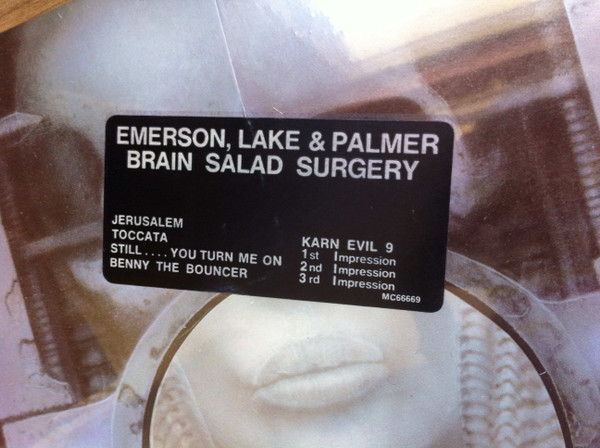 EMERSON, LAKE & PALMER
BRAIN SALAD SURGERY
JERUSALEM
TOCCATA
STILL....YOU TURN ME ON
BENNY THE BOUNCER
KARN EVIL 9
1st Impression
2nd Impression
3rd Impression
MC66669